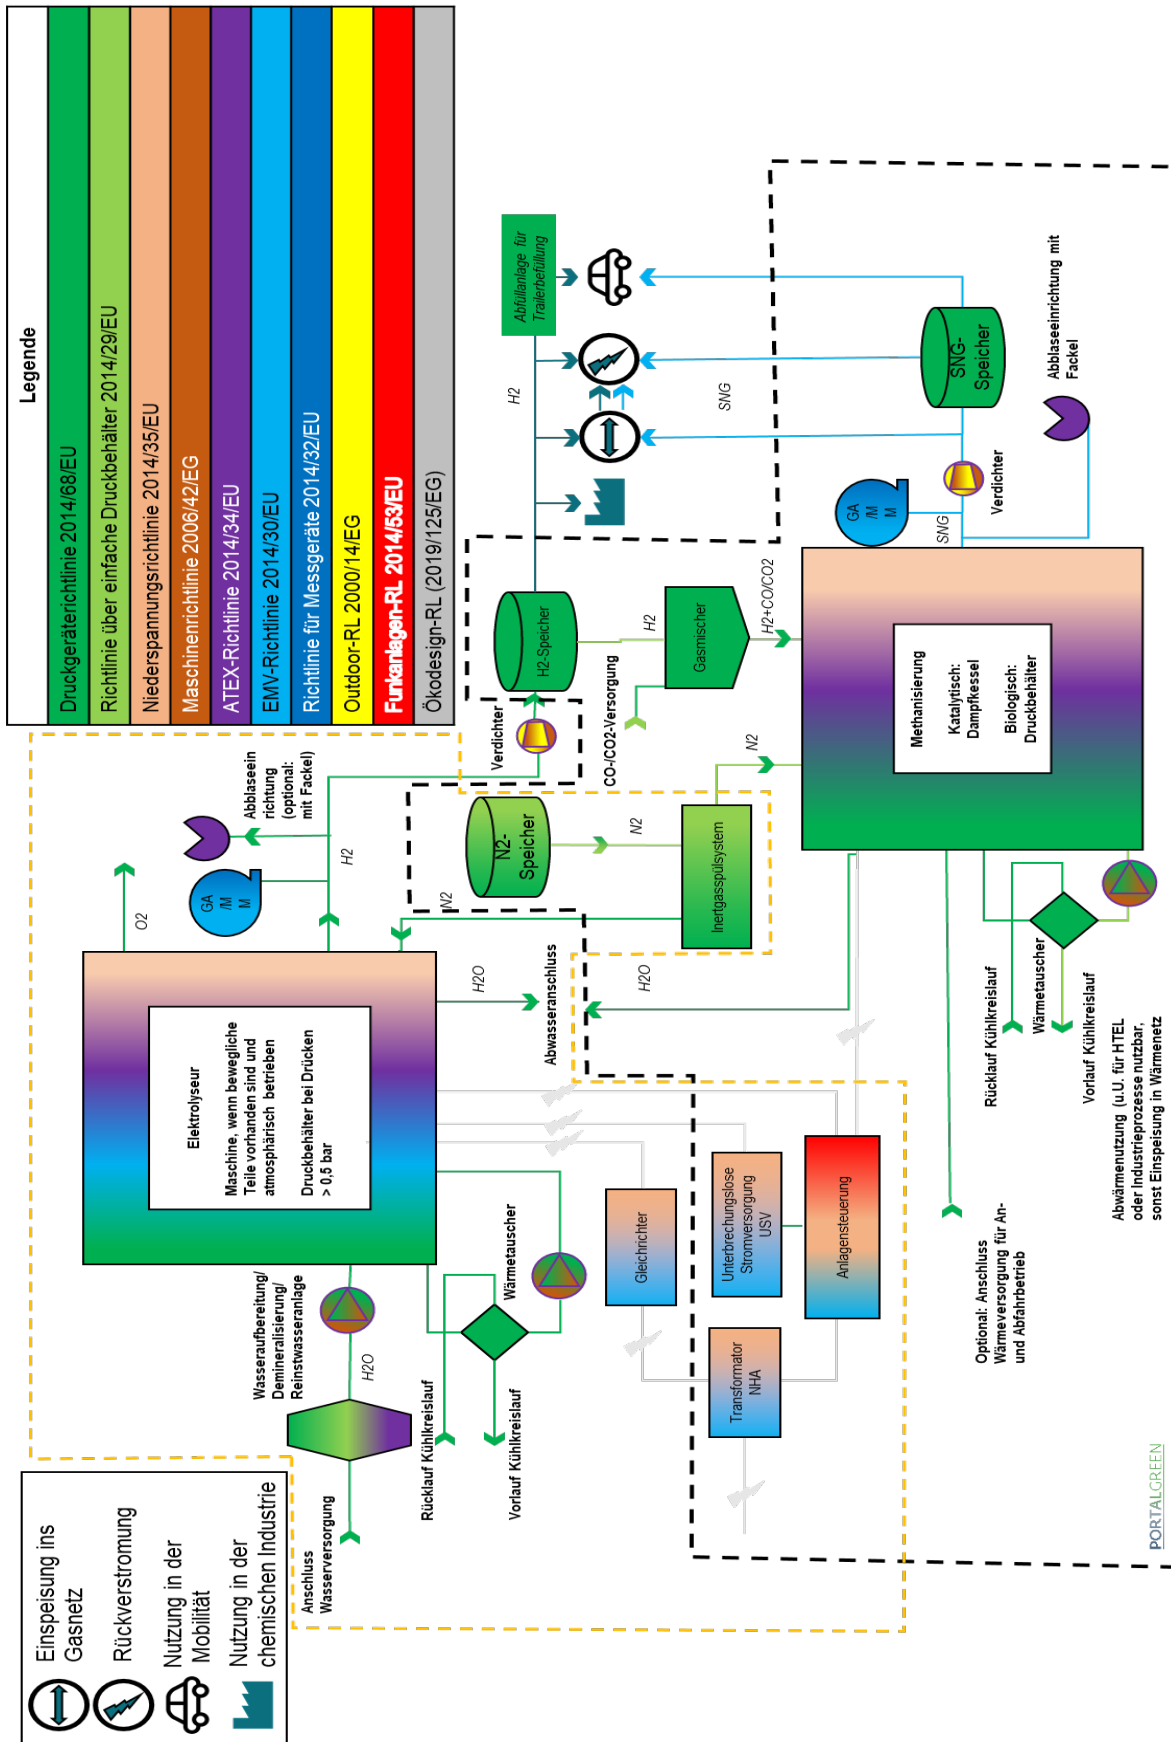 Legende
Druckgeräterichtlinie 2014/68/EU
Richtlinie über einfache Druckbehälter 2014/29/EU
Niederspannungsrichtlinie 2014/35/EU
Maschinenrichtlinie 2006/42/EG
ATEX-Richtlinie 2014/34/EU
EMV-Richtlinie 2014/30/EU
Richtlinie für Messgeräte 2014/32/EU
Outdoor-RL 2000/14/EG
Funkanlagen-RL 2014/53/EU
Ökodesign-RL (2019/125/EG)
Einspeisung ins
Gasnetz
Rückverstromung
Nutzung in der
Mobilität
Nutzung in der
chemischen Industrie
Anschluss
Wasserversorgung
Wasseraufbereitung/
Demineralisierung/
Reinstwasseranlage
H2O
Rücklauf Kühlkreislauf
Vorlauf Kühlkreislauf
Wärmetauscher
Elektrolyseur
Maschine, wenn bewegliche
Teile vorhanden sind und
atmosphärisch betrieben
Druckbehälter bei Drücken
> 0,5 bar
O2
GA
/M
M
H2
Abblaseein
richtung
(optional:
mit Fackel)
Verdichter
H2O
Abwasseranschluss
N2
N2-
Speicher
N2
Inertgasspülsystem
N2
H2O
H2-Speicher
H2
Abfüllanlage für
Trailerbefüllung
CO-/CO2-Versorgung
H2
Gasmischer
H2+CO/CO2
SNG
Gleichrichter
Transformator
NHA
Unterbrechungslose
Stromversorgung
USV
Anlagensteuerung
Methanisierung
Katalytisch:
Dampfkessel
Biologisch:
Druckbehälter
GA
/M
M
SNG
Verdichter
SNG-
Speicher
Abblaseeinrichtung mit
Fackel
Optional: Anschluss
Wärmeversorgung für An-
und Abfahrbetrieb
Rücklauf Kühlkreislauf
Wärmetauscher
Vorlauf Kühlkreislauf
Abwärmenutzung (u.U. für HTEL
oder Industrieprozesse nutzbar,
sonst Einspeisung in Wärmenetz
PORTALGREEN